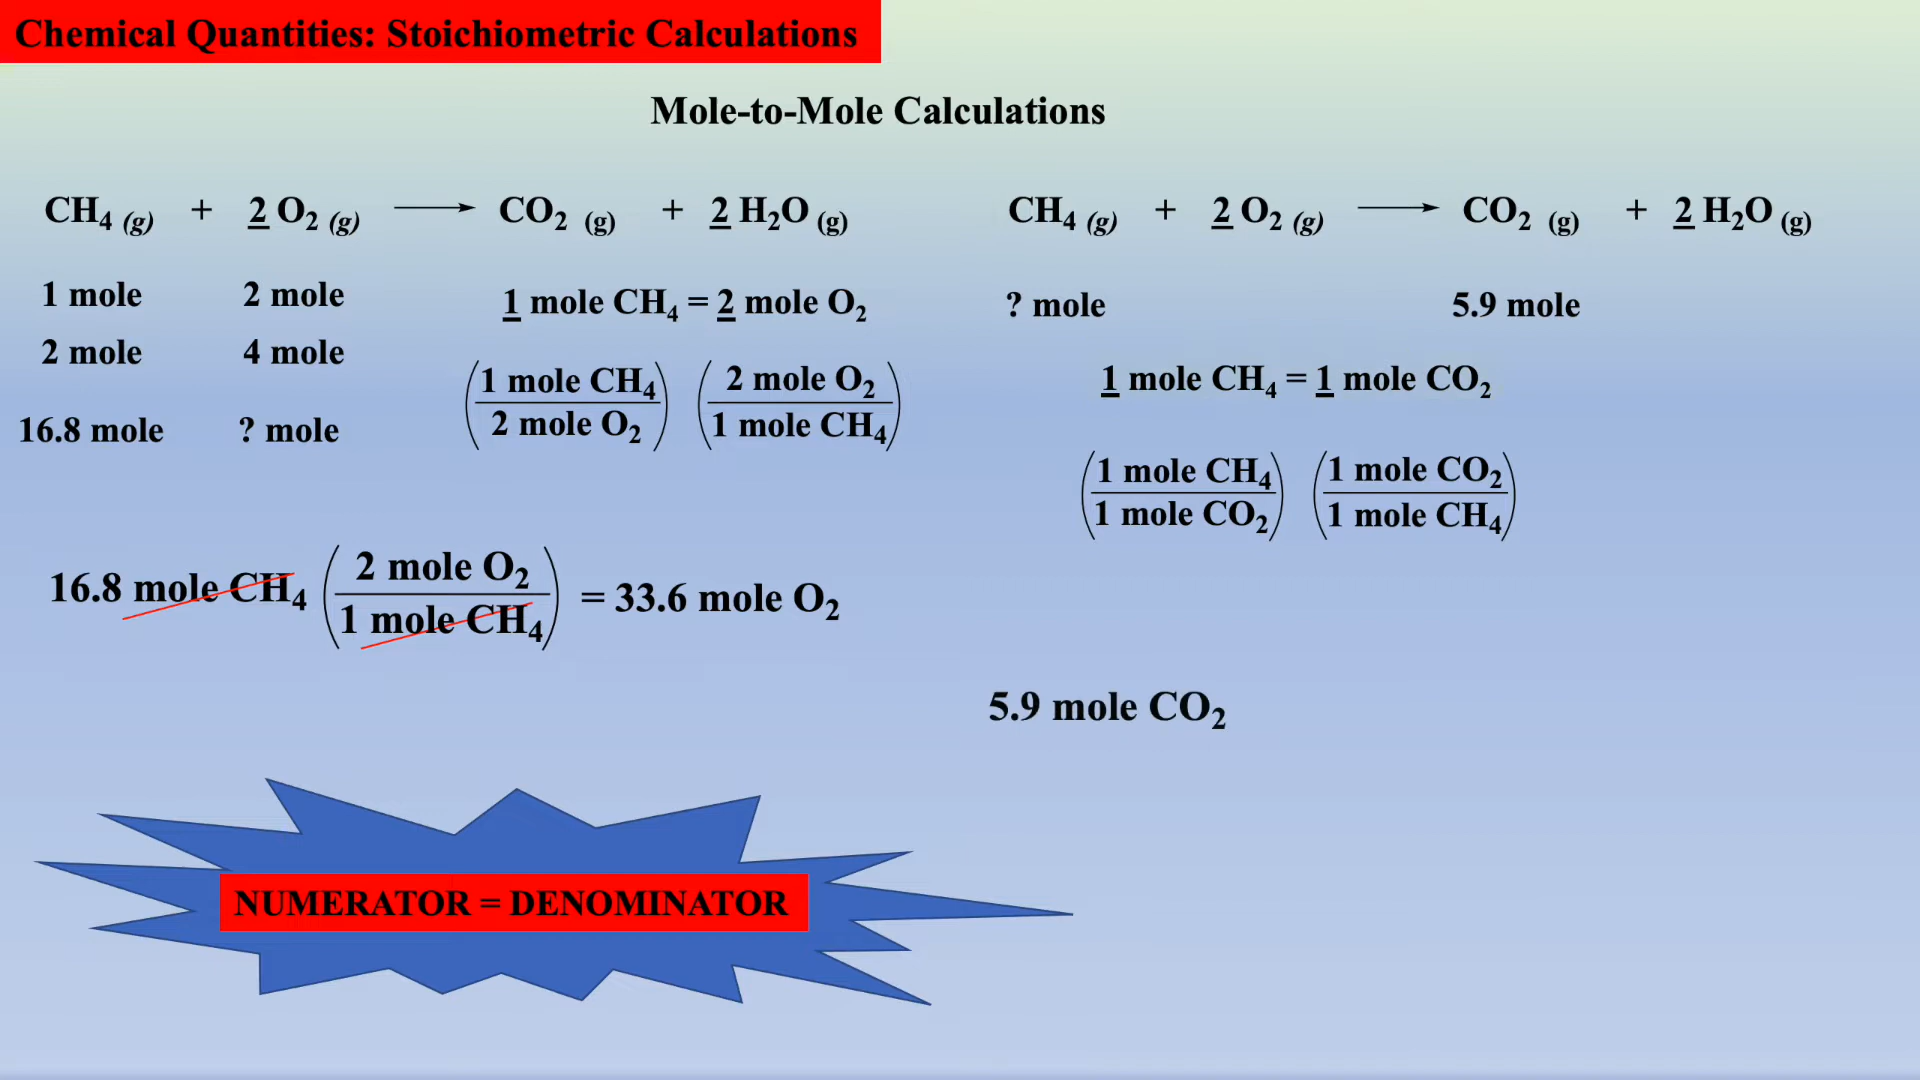 Chemical Quantities: Stoichiometric Calculations
Mole-to-Mole Calculations
CH4 (g) + 2 O2 (g) ⟶ CO2 (g) + 2 H2O (g)
1 mole 2 mole
1 mole CH4 = 2 mole O2
2 mole 4 mole
(1 mole CH4 / 2 mole O2) (2 mole O2 / 1 mole CH4)
16.8 mole ? mole
16.8 mole CH4 (2 mole O2 / 1 mole CH4) = 33.6 mole O2
NUMERATOR = DENOMINATOR
CH4 (g) + 2 O2 (g) ⟶ CO2 (g) + 2 H2O (g)
? mole 5.9 mole
1 mole CH4 = 1 mole CO2
(1 mole CH4 / 1 mole CO2) (1 mole CO2 / 1 mole CH4)
5.9 mole CO2